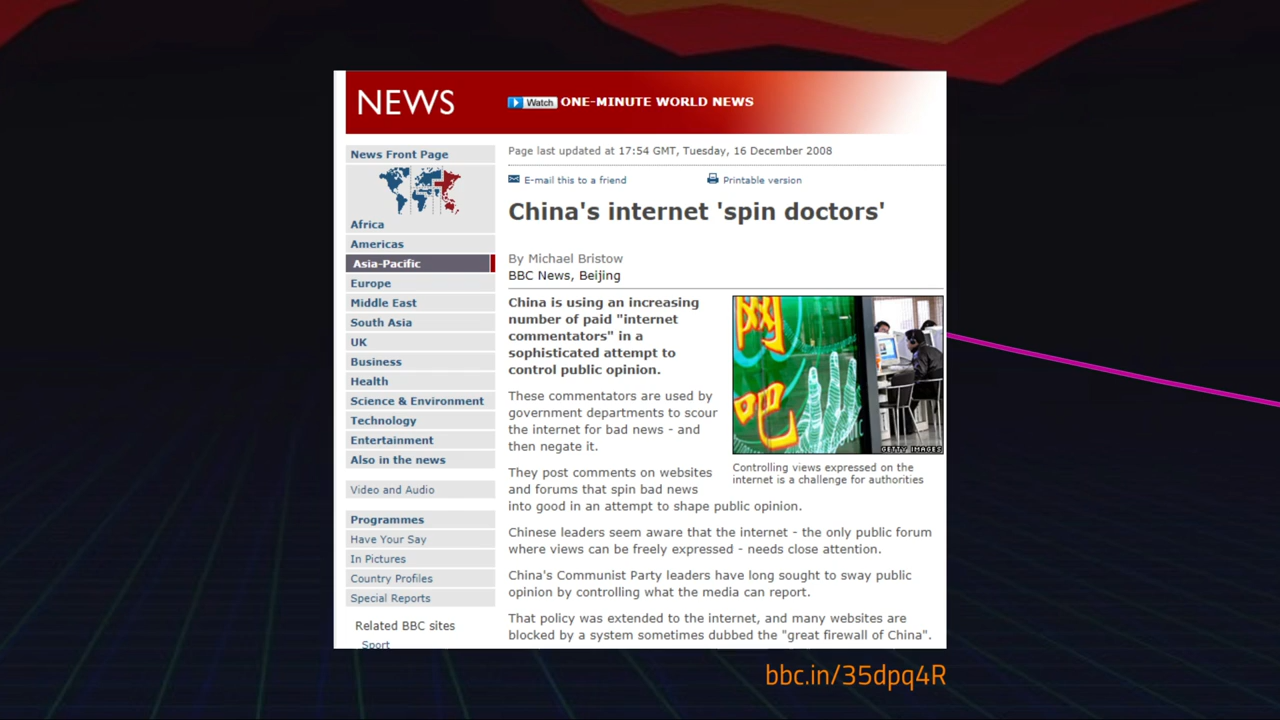 NEWS
Watch ONE-MINUTE WORLD NEWS
News Front Page
Africa
Americas
Asia-Pacific
Europe
Middle East
South Asia
UK
Business
Health
Science & Environment
Technology
Entertainment
Also in the news
Video and Audio
Programmes
Have Your Say
In Pictures
Country Profiles
Special Reports
Related BBC sites
Sport
Page last updated at 17:54 GMT, Tuesday, 16 December 2008
E-mail this to a friend
Printable version
China's internet 'spin doctors'
By Michael Bristow
BBC News, Beijing
China is using an increasing
number of paid "internet
commentators" in a
sophisticated attempt to
control public opinion.
网吧
GETTY IMAGES
Controlling views expressed on the
internet is a challenge for authorities
These commentators are used by
government departments to scour
the internet for bad news - and
then negate it.
They post comments on websites
and forums that spin bad news
into good in an attempt to shape public opinion.
Chinese leaders seem aware that the internet - the only public forum
where views can be freely expressed - needs close attention.
China's Communist Party leaders have long sought to sway public
opinion by controlling what the media can report.
That policy was extended to the internet, and many websites are
blocked by a system sometimes dubbed the "great firewall of China".
bbc.in/35dpq4R